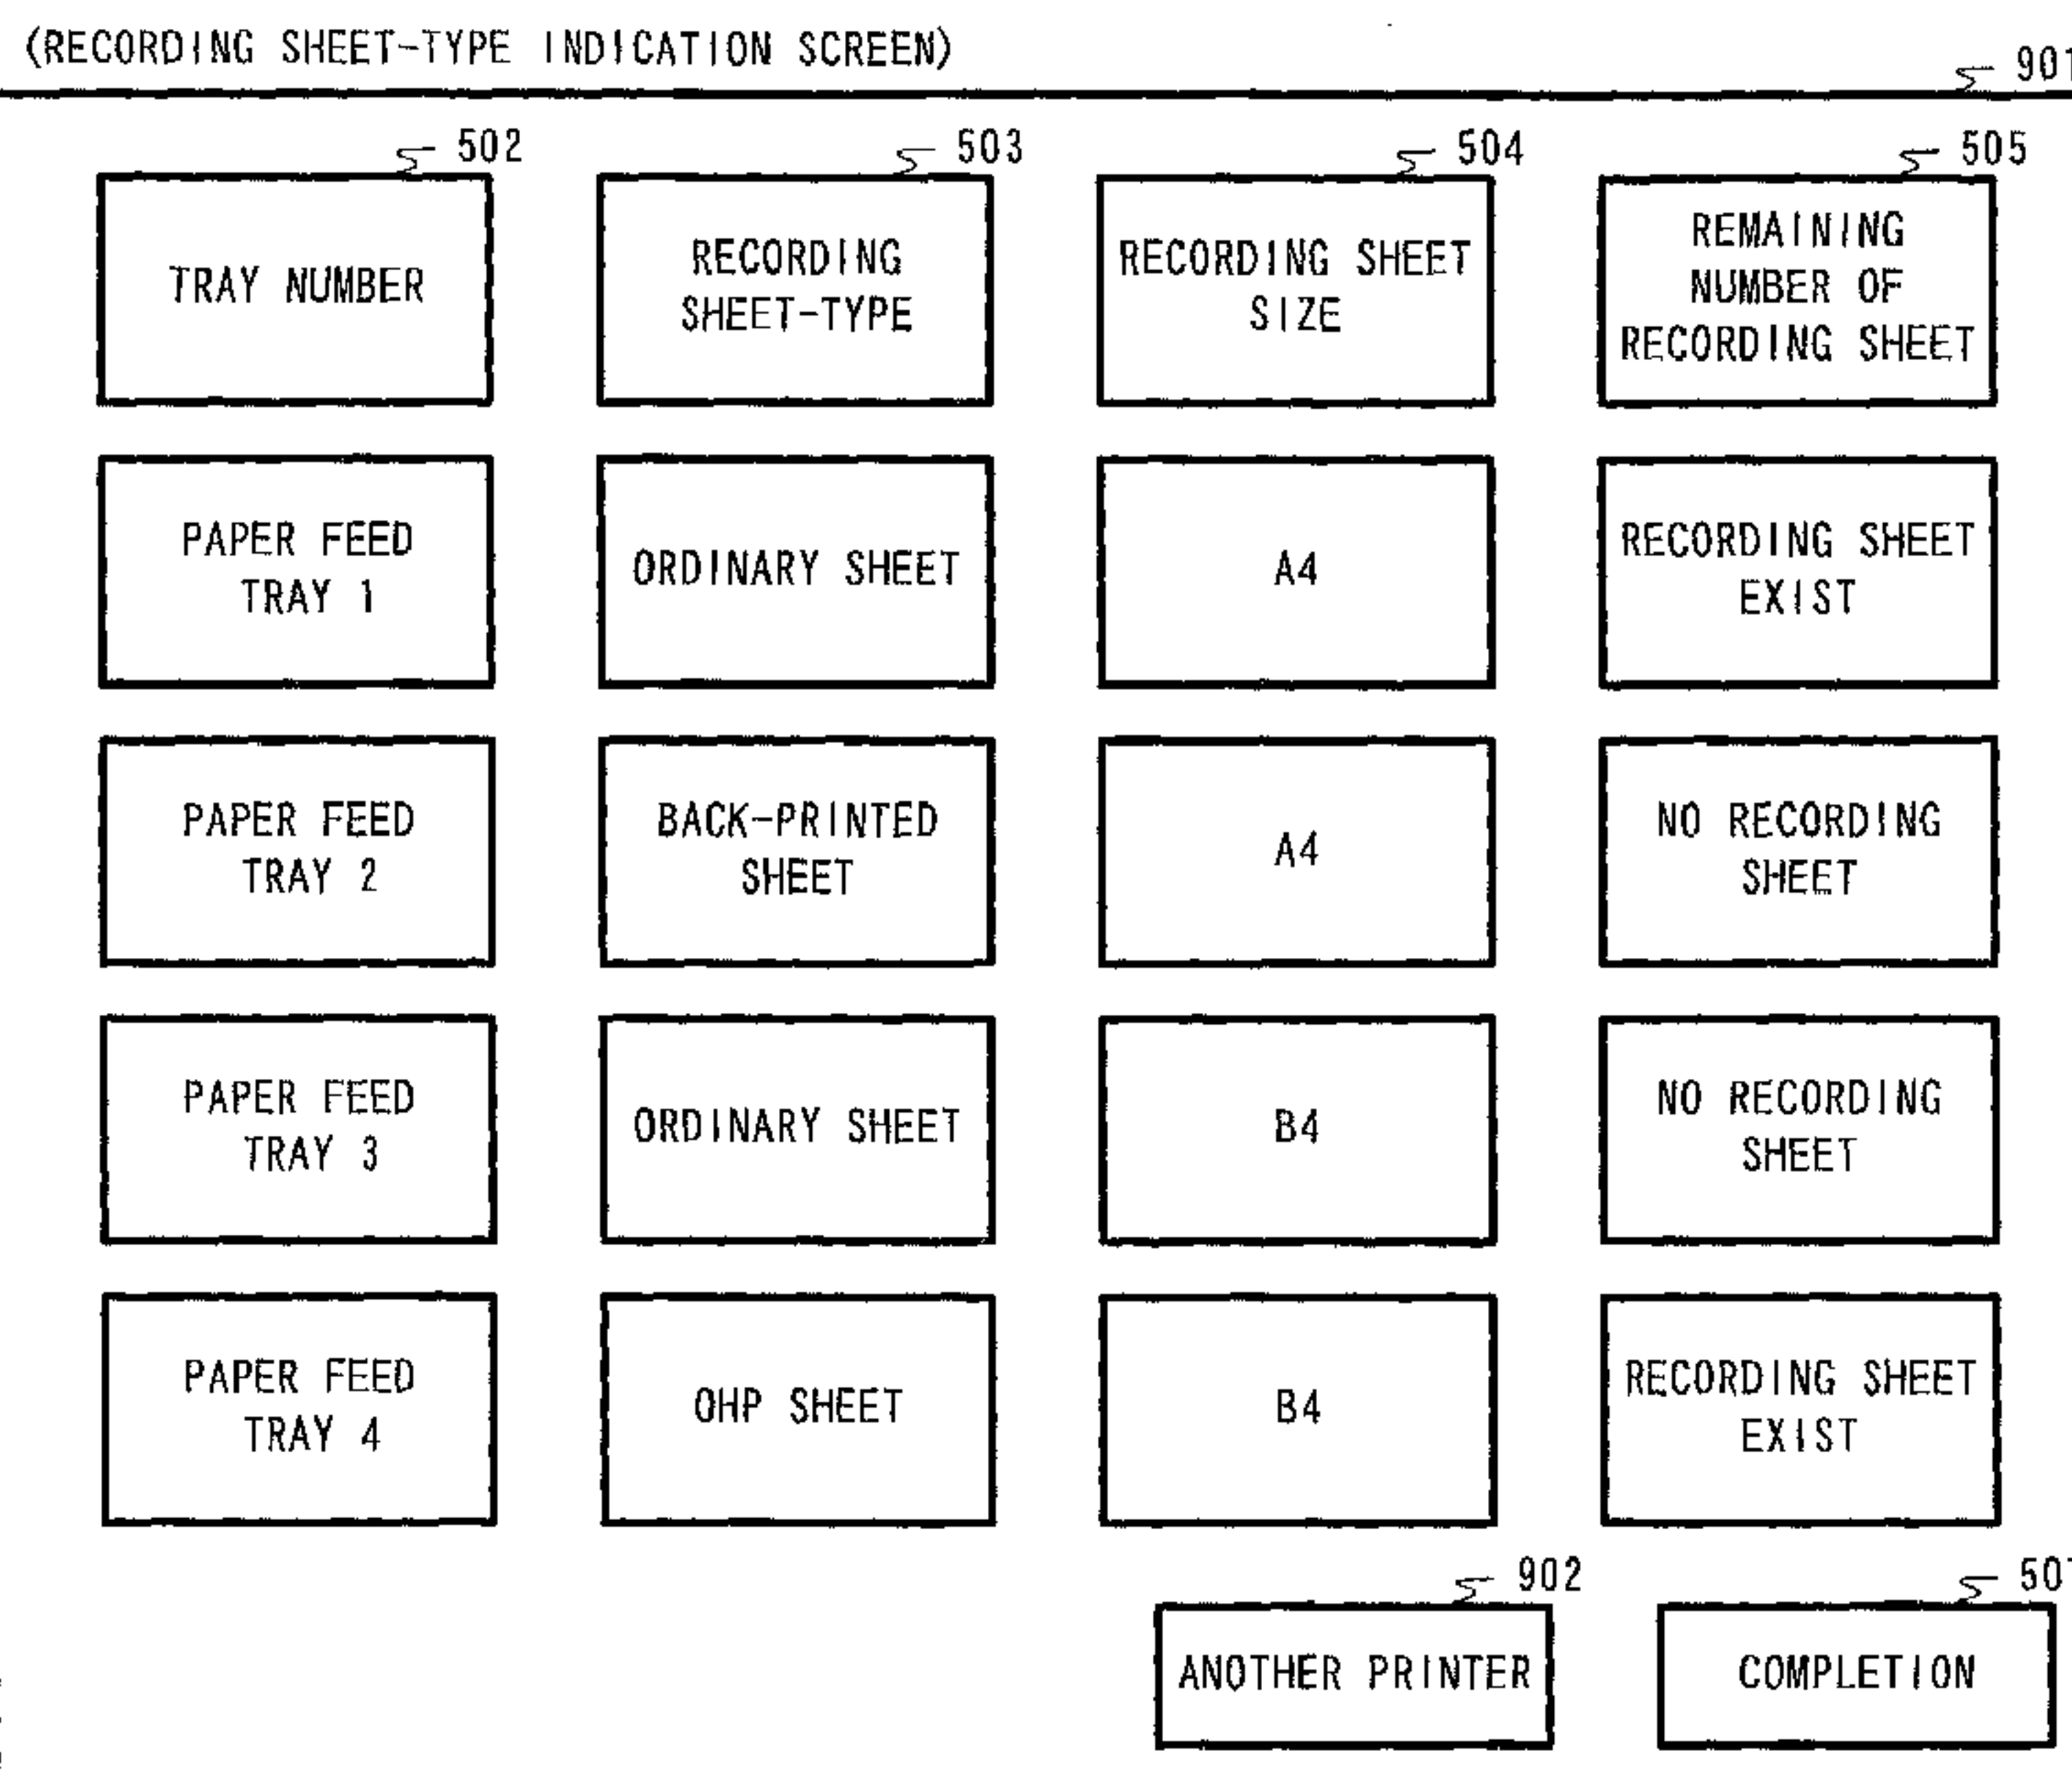 (RECORDING SHEET-TYPE INDICATION SCREEN)
901
502
503
504
505
TRAY NUMBER
RECORDING
SHEET-TYPE
RECORDING SHEET
SIZE
REMAINING
NUMBER OF
RECORDING SHEET
PAPER FEED
TRAY 1
ORDINARY SHEET
A4
RECORDING SHEET
EXIST
PAPER FEED
TRAY 2
BACK-PRINTED
SHEET
A4
NO RECORDING
SHEET
PAPER FEED
TRAY 3
ORDINARY SHEET
B4
NO RECORDING
SHEET
PAPER FEED
TRAY 4
OHP SHEET
B4
RECORDING SHEET
EXIST
902
ANOTHER PRINTER
COMPLETION